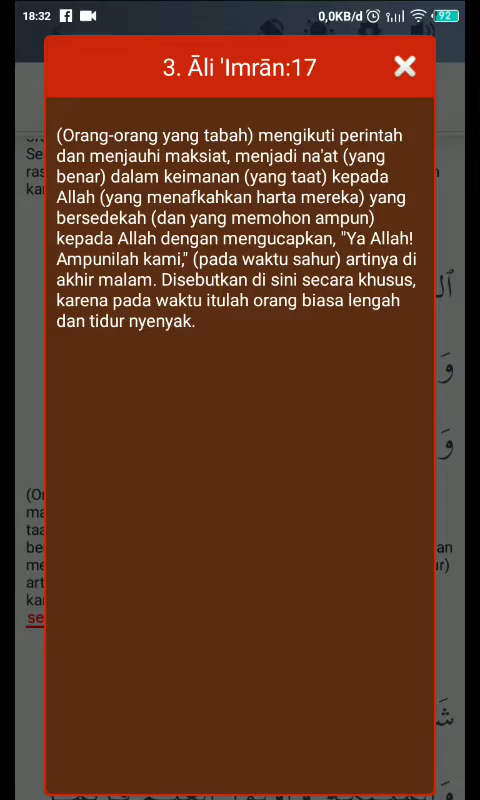 18:32
0,0KB/d
92
3. Āli 'Imrān:17
(Orang-orang yang tabah) mengikuti perintah
dan menjauhi maksiat, menjadi na'at (yang
benar) dalam keimanan (yang taat) kepada
Allah (yang menafkahkan harta mereka) yang
bersedekah (dan yang memohon ampun)
kepada Allah dengan mengucapkan, "Ya Allah!
Ampunilah kami," (pada waktu sahur) artinya di
akhir malam. Disebutkan di sini secara khusus,
karena pada waktu itulah orang biasa lengah
dan tidur nyenyak.